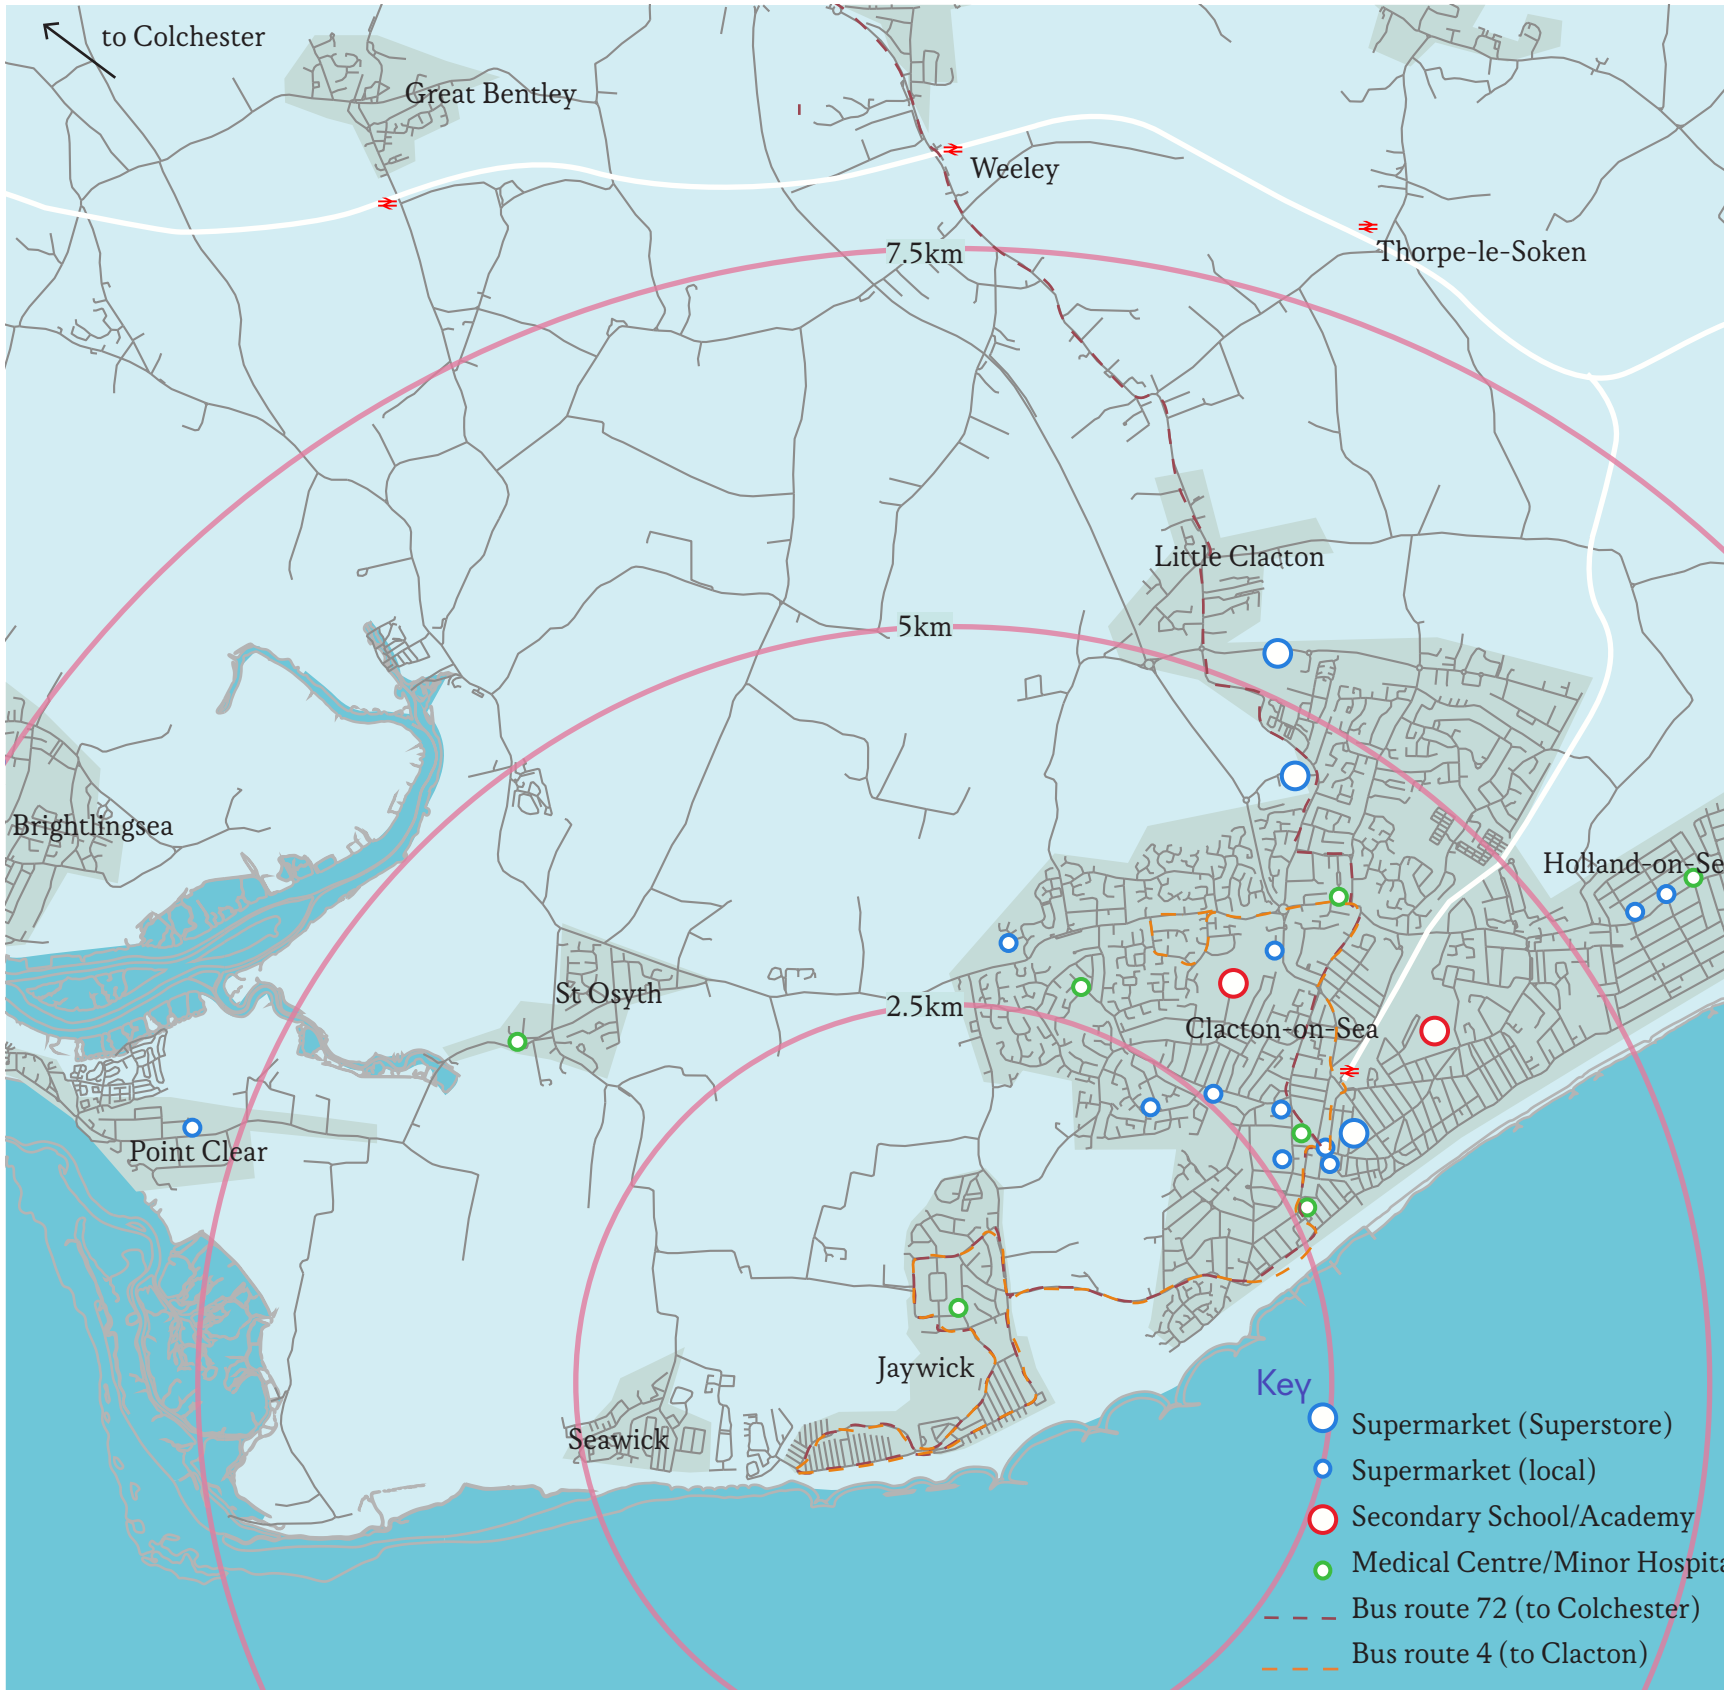 to Colchester
Great Bentley
Weeley
Thorpe-le-Soken
7.5km
Little Clacton
5km
Brightlingsea
Holland-on-Se
St Osyth
2.5km
Clacton-on-Sea
Point Clear
Jaywick
Seawick
Key
Supermarket (Superstore)
Supermarket (local)
Secondary School/Academy
Medical Centre/Minor Hospita
Bus route 72 (to Colchester)
Bus route 4 (to Clacton)